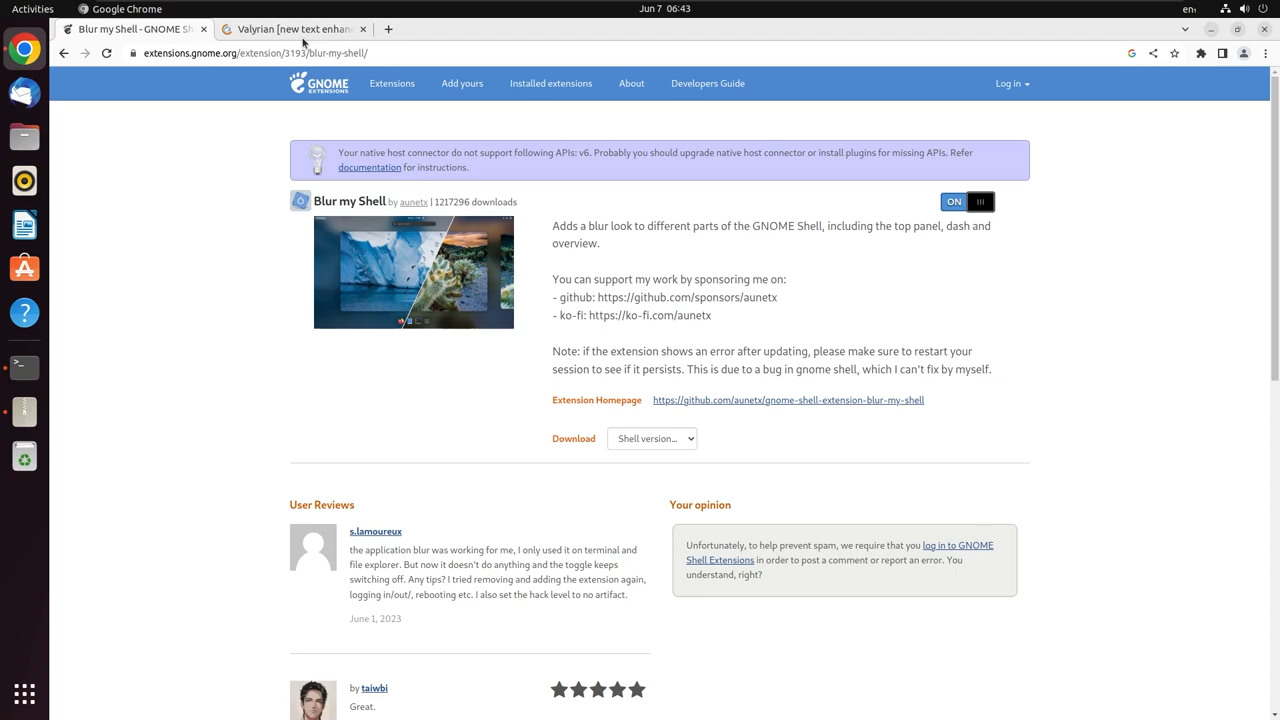 Activities
Google Chrome
Jun 7 06:43
en
Blur my Shell - GNOME Sh
Valyrian [new text enhan
extensions.gnome.org/extension/3193/blur-my-shell/
GNOME EXTENSIONS
Extensions
Add yours
Installed extensions
About
Developers Guide
Log in
Your native host connector do not support following APIs: v6. Probably you should upgrade native host connector or install plugins for missing APIs. Refer
documentation for instructions.
Blur my Shell by aunetx | 1217296 downloads
ON
Adds a blur look to different parts of the GNOME Shell, including the top panel, dash and
overview.
You can support my work by sponsoring me on:
- github: https://github.com/sponsors/aunetx
- ko-fi: https://ko-fi.com/aunetx
Note: if the extension shows an error after updating, please make sure to restart your
session to see if it persists. This is due to a bug in gnome shell, which I can't fix by myself.
Extension Homepage https://github.com/aunetx/gnome-shell-extension-blur-my-shell
Download Shell version...
User Reviews
Your opinion
s.lamoureux
the application blur was working for me, I only used it on terminal and
file explorer. But now it doesn't do anything and the toggle keeps
switching off. Any tips? I tried removing and adding the extension again,
logging in/out/, rebooting etc. I also set the hack level to no artifact.
June 1, 2023
Unfortunately, to help prevent spam, we require that you log in to GNOME
Shell Extensions in order to post a comment or report an error. You
understand, right?
by taiwbi
Great.